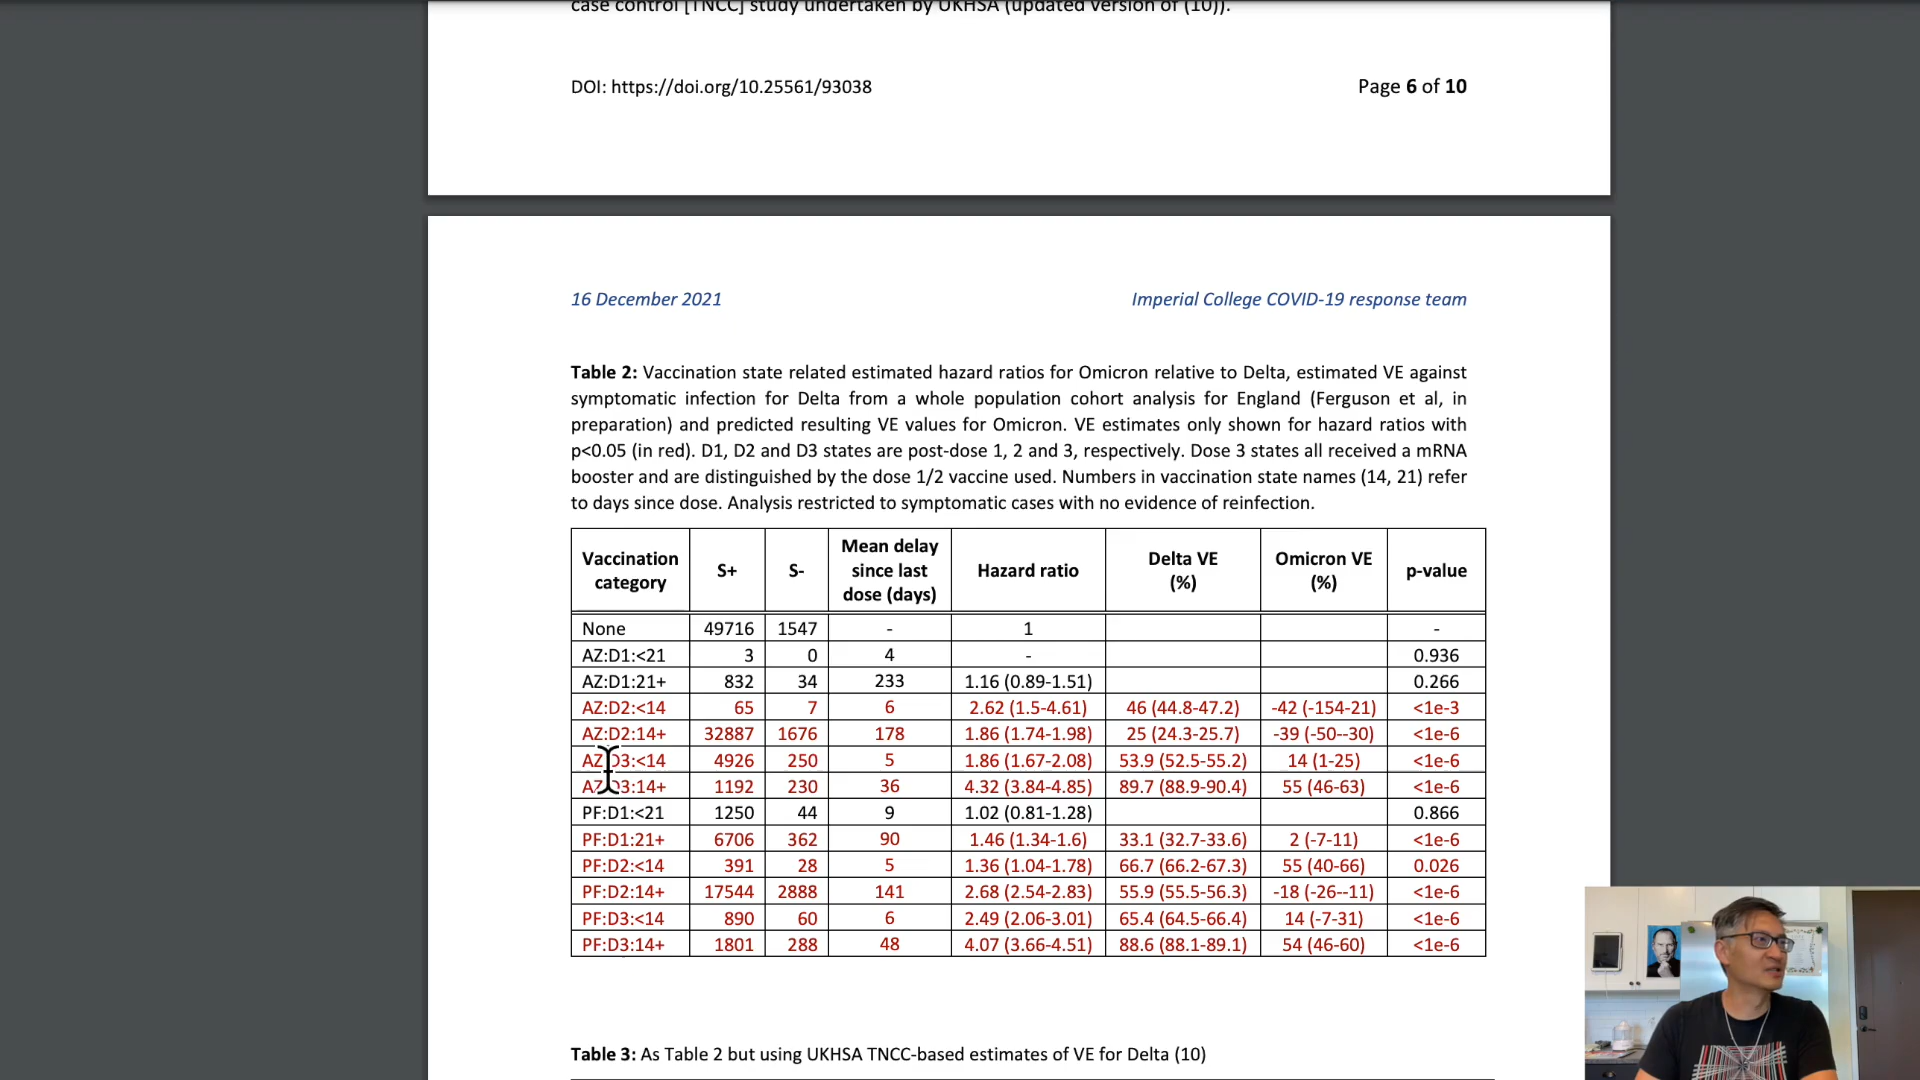 case control [TNCC] study undertaken by UKHSA (updated version of (10)).
DOI: https://doi.org/10.25561/93038 Page 6 of 10
16 December 2021 Imperial College COVID-19 response team
Table 2: Vaccination state related estimated hazard ratios for Omicron relative to Delta, estimated VE against
symptomatic infection for Delta from a whole population cohort analysis for England (Ferguson et al, in
preparation) and predicted resulting VE values for Omicron. VE estimates only shown for hazard ratios with
p<0.05 (in red). D1, D2 and D3 states are post-dose 1, 2 and 3, respectively. Dose 3 states all received a mRNA
booster and are distinguished by the dose 1/2 vaccine used. Numbers in vaccination state names (14, 21) refer
to days since dose. Analysis restricted to symptomatic cases with no evidence of reinfection.
Vaccination category S+ S- Mean delay since last dose (days) Hazard ratio Delta VE (%) Omicron VE (%) p-value
None 49716 1547 - 1 -
AZ:D1:<21 3 0 4 - 0.936
AZ:D1:21+ 832 34 233 1.16 (0.89-1.51) 0.266
AZ:D2:<14 65 7 6 2.62 (1.5-4.61) 46 (44.8-47.2) -42 (-154-21) <1e-3
AZ:D2:14+ 32887 1676 178 1.86 (1.74-1.98) 25 (24.3-25.7) -39 (-50--30) <1e-6
AZ:D3:<14 4926 250 5 1.86 (1.67-2.08) 53.9 (52.5-55.2) 14 (1-25) <1e-6
AZ:D3:14+ 1192 230 36 4.32 (3.84-4.85) 89.7 (88.9-90.4) 55 (46-63) <1e-6
PF:D1:<21 1250 44 9 1.02 (0.81-1.28) 0.866
PF:D1:21+ 6706 362 90 1.46 (1.34-1.6) 33.1 (32.7-33.6) 2 (-7-11) <1e-6
PF:D2:<14 391 28 5 1.36 (1.04-1.78) 66.7 (66.2-67.3) 55 (40-66) 0.026
PF:D2:14+ 17544 2888 141 2.68 (2.54-2.83) 55.9 (55.5-56.3) -18 (-26--11) <1e-6
PF:D3:<14 890 60 6 2.49 (2.06-3.01) 65.4 (64.5-66.4) 14 (-7-31) <1e-6
PF:D3:14+ 1801 288 48 4.07 (3.66-4.51) 88.6 (88.1-89.1) 54 (46-60) <1e-6
Table 3: As Table 2 but using UKHSA TNCC-based estimates of VE for Delta (10)